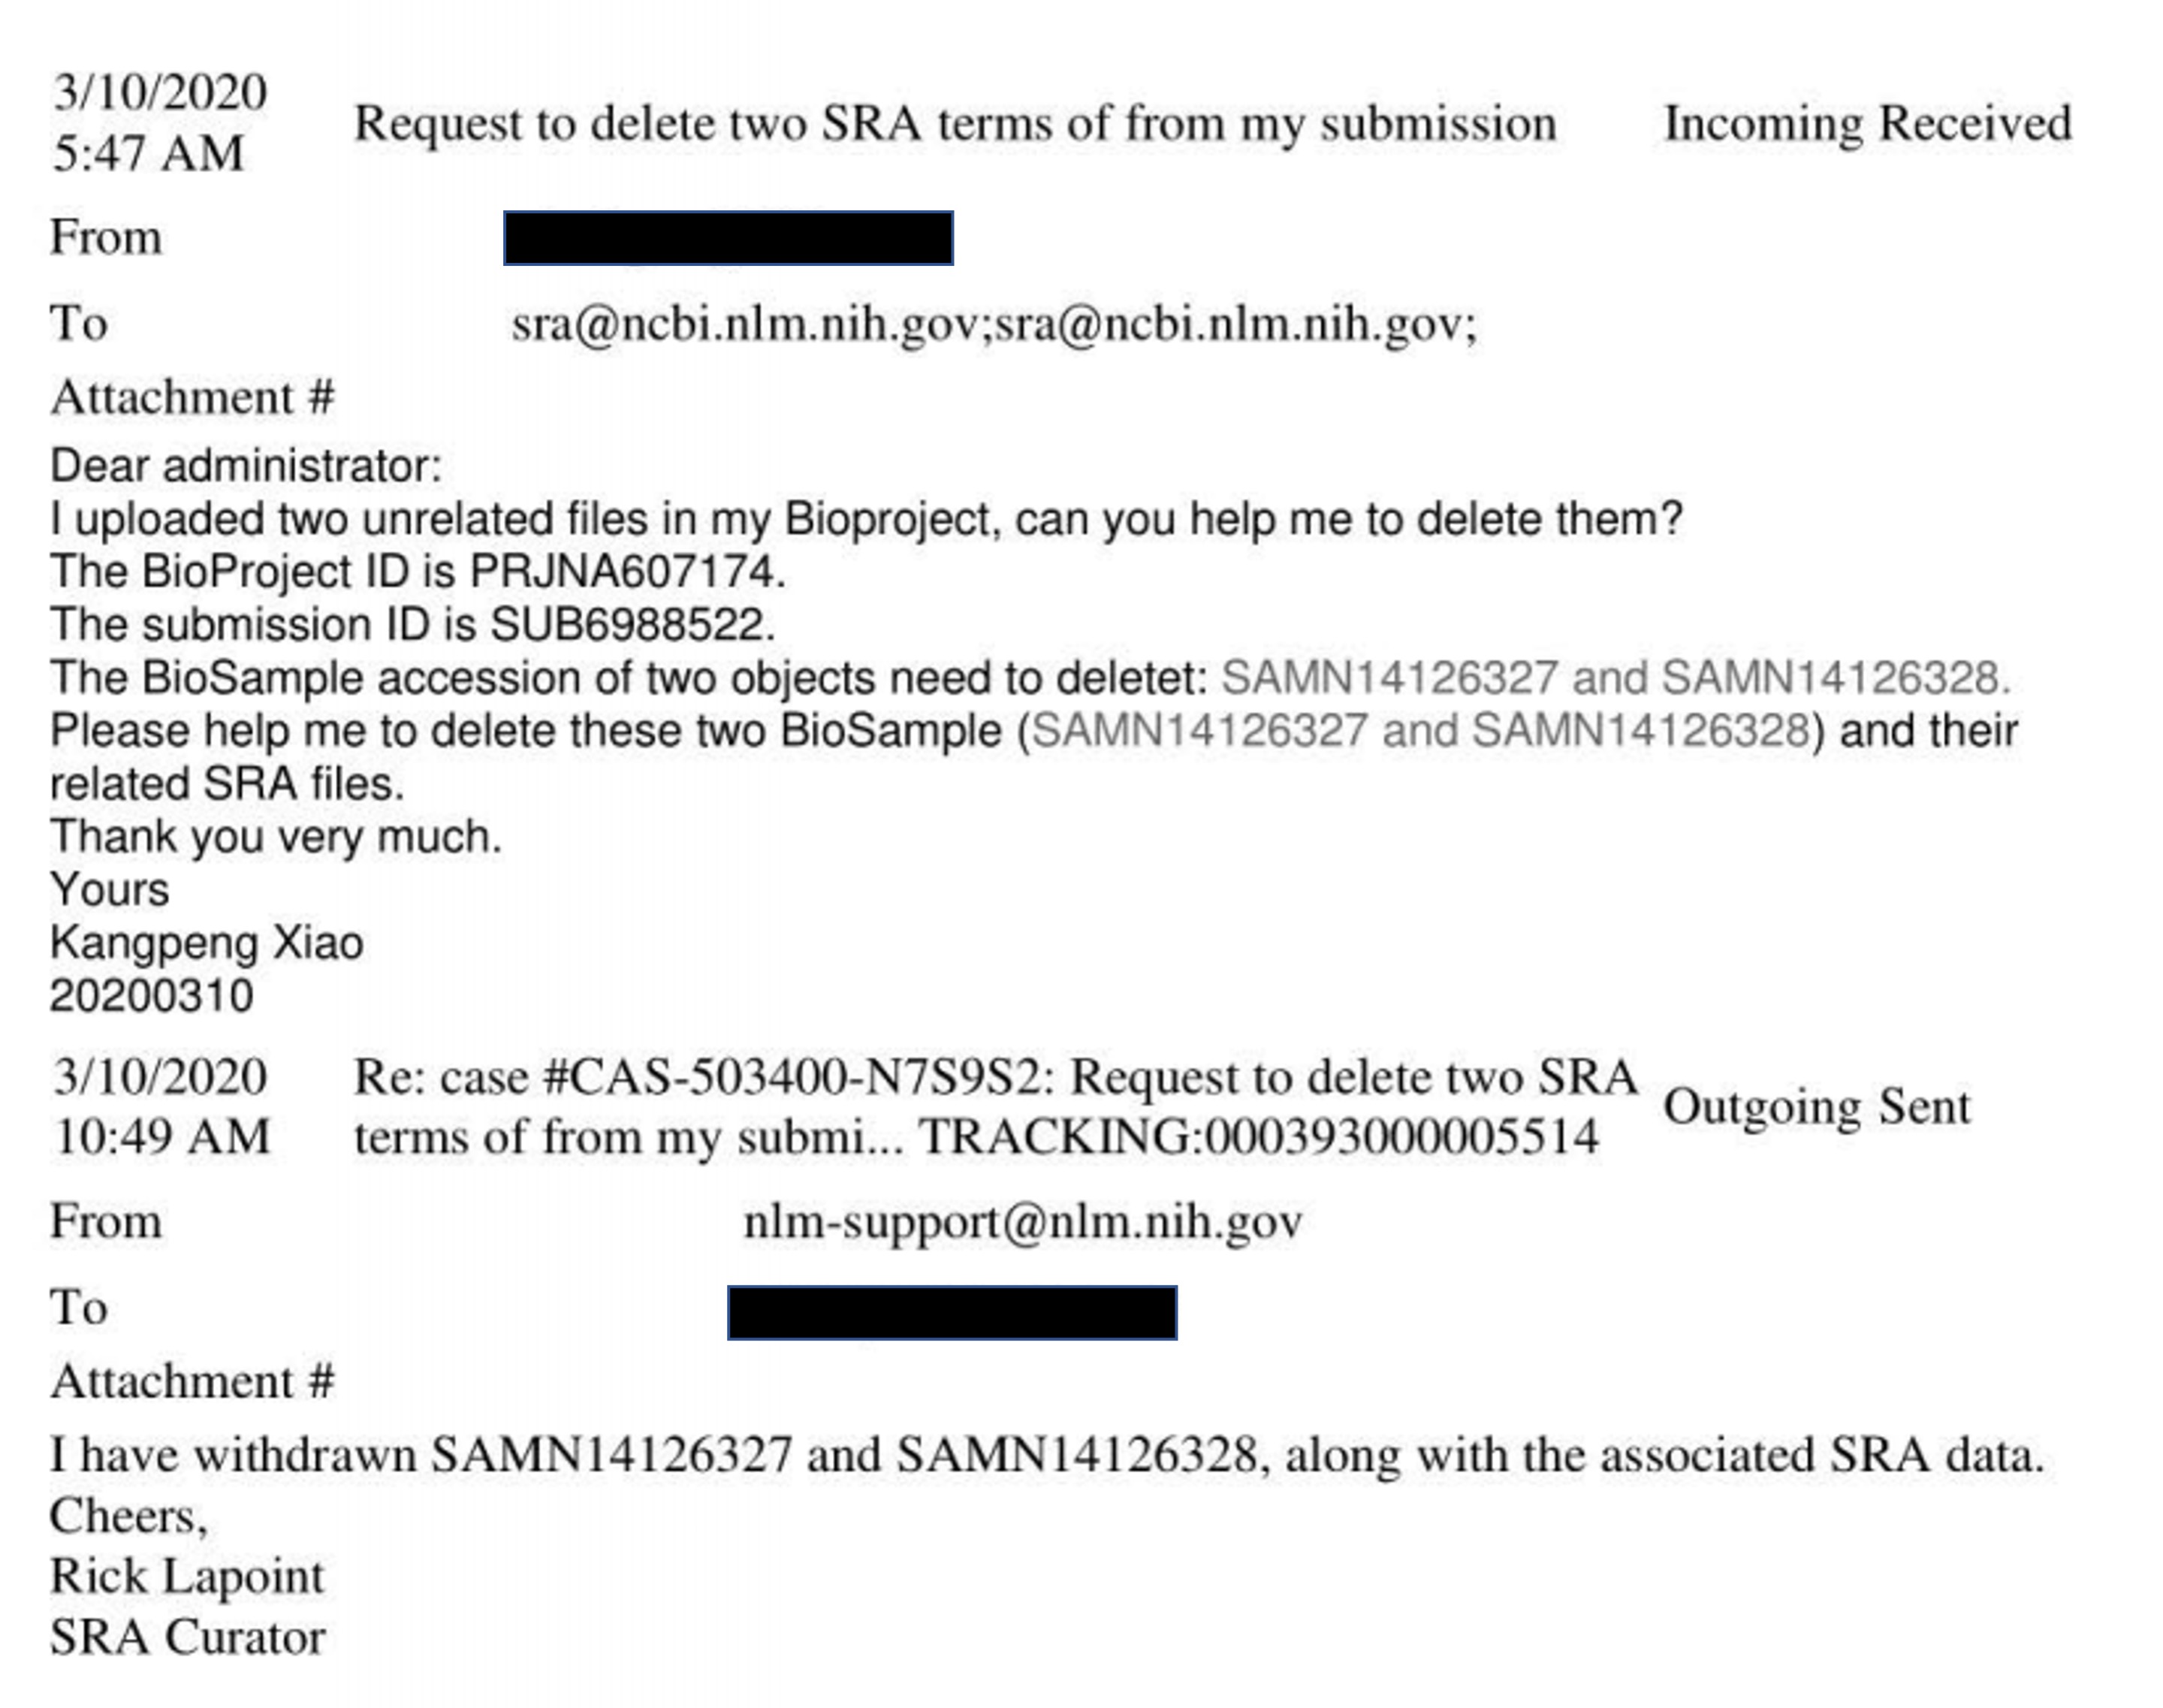 3/10/2020
5:47 AM
Request to delete two SRA terms of from my submission
Incoming Received
From
To
sra@ncbi.nlm.nih.gov;sra@ncbi.nlm.nih.gov;
Attachment #
Dear administrator:
I uploaded two unrelated files in my Bioproject, can you help me to delete them?
The BioProject ID is PRJNA607174.
The submission ID is SUB6988522.
The BioSample accession of two objects need to deletet: SAMN14126327 and SAMN14126328.
Please help me to delete these two BioSample (SAMN14126327 and SAMN14126328) and their
related SRA files.
Thank you very much.
Yours
Kangpeng Xiao
20200310
3/10/2020
10:49 AM
Re: case #CAS-503400-N7S9S2: Request to delete two SRA
terms of from my submi... TRACKING:000393000005514
Outgoing Sent
From
nlm-support@nlm.nih.gov
To
Attachment #
I have withdrawn SAMN14126327 and SAMN14126328, along with the associated SRA data.
Cheers,
Rick Lapoint
SRA Curator